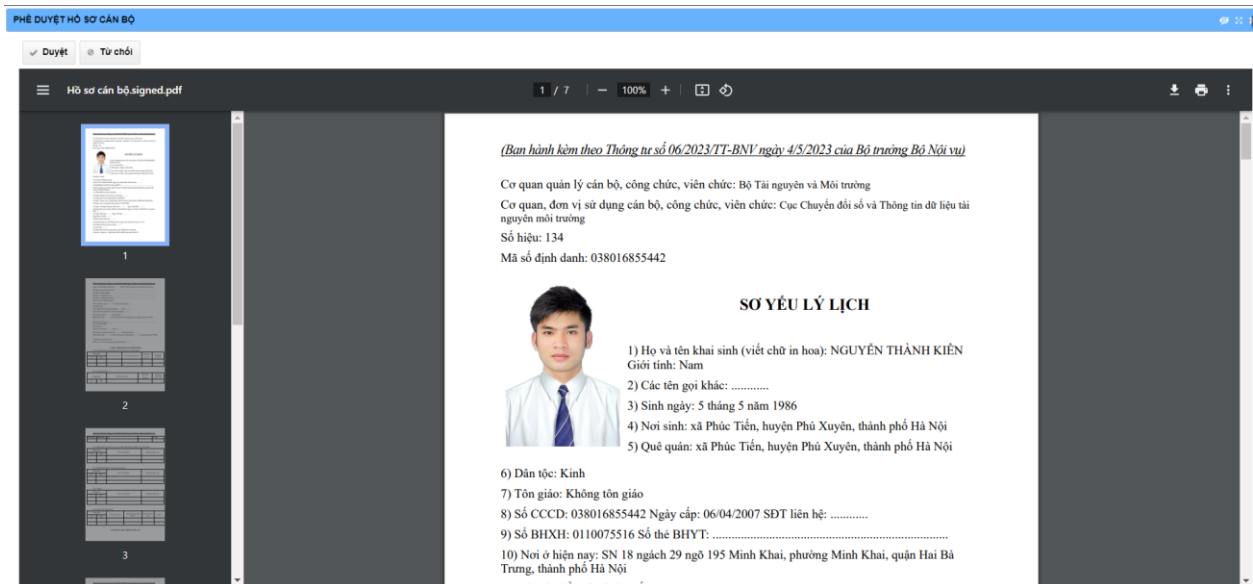 PHÊ DUYỆT HỒ SƠ CÁN BỘ
Duyệt
Từ chối
Hồ sơ cán bộ.signed.pdf
1 / 7
100%
1
2
3
(Ban hành kèm theo Thông tư số 06/2023/TT-BNV ngày 4/5/2023 của Bộ trưởng Bộ Nội vụ)
Cơ quan quản lý cán bộ, công chức, viên chức: Bộ Tài nguyên và Môi trường
Cơ quan, đơn vị sử dụng cán bộ, công chức, viên chức: Cục Chuyển đổi số và Thông tin dữ liệu tài
nguyên môi trường
Số hiệu: 134
Mã số định danh: 038016855442
SƠ YẾU LÝ LỊCH
1) Họ và tên khai sinh (viết chữ in hoa): NGUYỄN THÀNH KIÊN
Giới tính: Nam
2) Các tên gọi khác: ............
3) Sinh ngày: 5 tháng 5 năm 1986
4) Nơi sinh: xã Phúc Tiến, huyện Phú Xuyên, thành phố Hà Nội
5) Quê quán: xã Phúc Tiến, huyện Phú Xuyên, thành phố Hà Nội
6) Dân tộc: Kinh
7) Tôn giáo: Không tôn giáo
8) Số CCCD: 038016855442 Ngày cấp: 06/04/2007 SĐT liên hệ: ............
9) Số BHXH: 0110075516 Số thẻ BHYT: ...........................................................................
10) Nơi ở hiện nay: SN 18 ngách 29 ngõ 195 Minh Khai, phường Minh Khai, quận Hai Bà
Trưng, thành phố Hà Nội